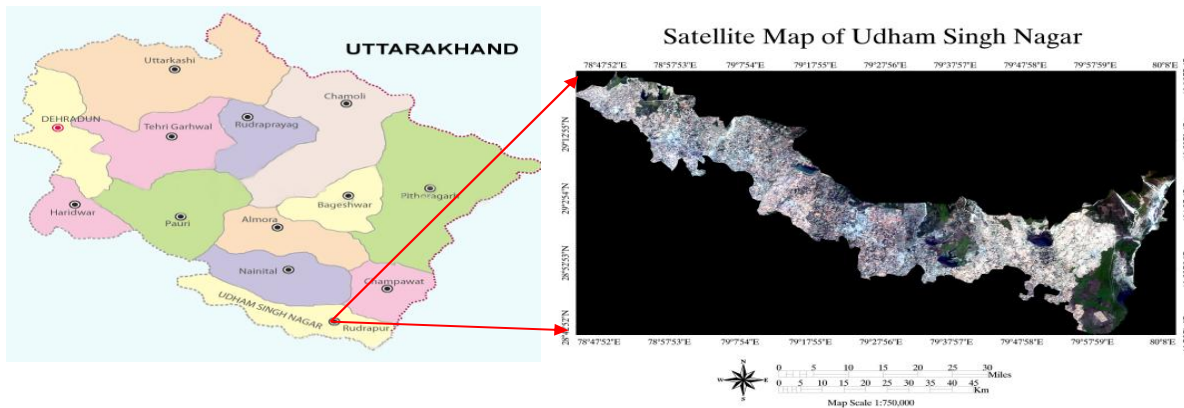 UTTARAKHAND
Uttarkashi
Chamoli
DEHRADUN
Rudraprayag
Tehri Garhwal
Pithoragarh
Haridwar
Bageshwar
Pauri
Almora
Nainital
Champawat
UDHAM SINGH NAGAR
Rudrapur
Satellite Map of Udham Singh Nagar
78°47'52"E 78°57'53"E 79°7'54"E 79°17'55"E 79°27'56"E 79°37'57"E 79°47'58"E 79°57'59"E 80°8'E
29°12'55"N
29°2'54"N
28°52'53"N
28°42'52"N
78°47'52"E 78°57'53"E 79°7'54"E 79°17'55"E 79°27'56"E 79°37'57"E 79°47'58"E 79°57'59"E 80°8'E
N
W E
S
0 5 10 15 20 25 30
Miles
0 5 10 15 20 25 30 35 40 45
Km
Map Scale 1:750,000